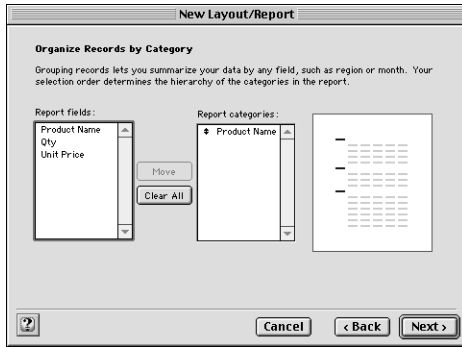 New Layout/Report
Organize Records by Category
Grouping records lets you summarize your data by any field, such as region or month. Your
selection order determines the hierarchy of the categories in the report.
Report fields:
Product Name
Qty
Unit Price
Move
Clear All
Report categories:
Product Name
?
Cancel
‹ Back
Next ›